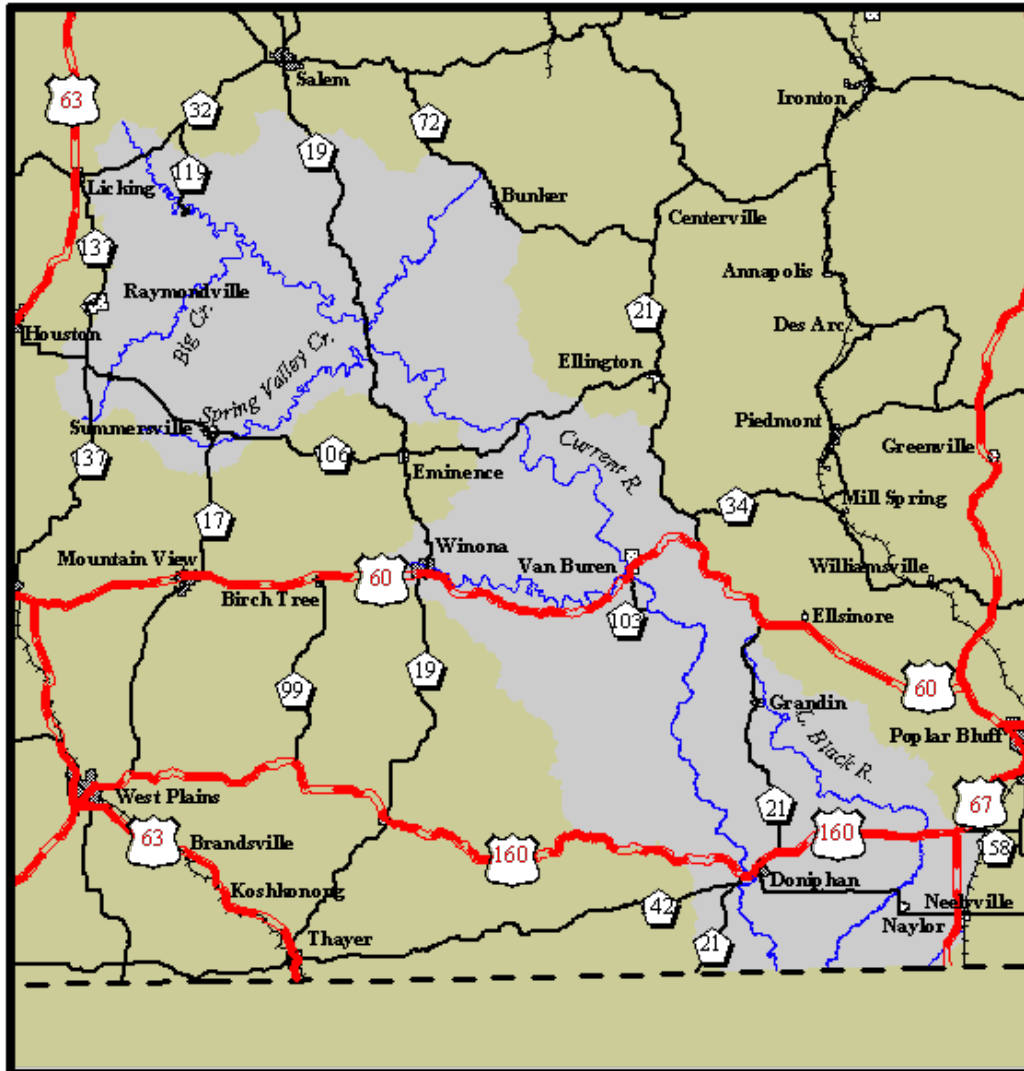 Salem
63
Ironton
32
72
19
119
Licking
Bunker
Centerville
137
Annapolis
Raymondville
21
Houston
Big Cr.
Des Arc
Spring Valley Cr.
Ellington
Piedmont
Summersville
Current R.
Greenville
106
137
Eminence
Mill Spring
34
17
Winona
Mountain View
Van Buren
Williamsville
60
Birch Tree
103
Ellsinore
19
60
99
Grandin
L. Black R.
Poplar Bluff
West Plains
21
67
63
Brandsville
160
160
158
Koshkonong
Doniphan
42
Neelyville
Naylor
Thayer
21